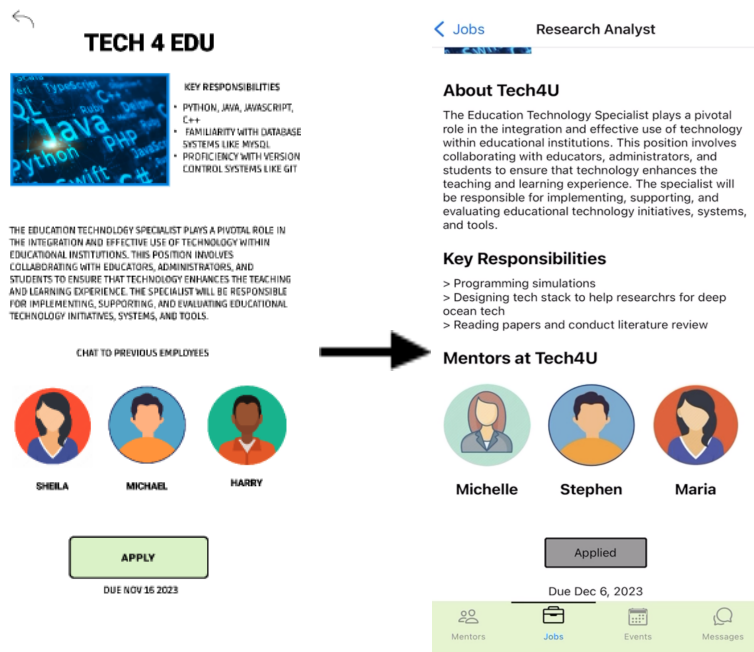 TECH 4 EDU
TypeScript
C++
QL
Ruby
Delphi
Java
PHP
Python
JavaSc
Swift
C#
KEY RESPONSIBILITIES
• PYTHON, JAVA, JAVASCRIPT,
C++
• FAMILIARITY WITH DATABASE
SYSTEMS LIKE MYSQL
• PROFICIENCY WITH VERSION
CONTROL SYSTEMS LIKE GIT
THE EDUCATION TECHNOLOGY SPECIALIST PLAYS A PIVOTAL ROLE IN
THE INTEGRATION AND EFFECTIVE USE OF TECHNOLOGY WITHIN
EDUCATIONAL INSTITUTIONS. THIS POSITION INVOLVES
COLLABORATING WITH EDUCATORS, ADMINISTRATORS, AND
STUDENTS TO ENSURE THAT TECHNOLOGY ENHANCES THE TEACHING
AND LEARNING EXPERIENCE. THE SPECIALIST WILL BE RESPONSIBLE
FOR IMPLEMENTING, SUPPORTING, AND EVALUATING EDUCATIONAL
TECHNOLOGY INITIATIVES, SYSTEMS, AND TOOLS.
CHAT TO PREVIOUS EMPLOYEES
SHEILA
MICHAEL
HARRY
APPLY
DUE NOV 16 2023
Jobs
Research Analyst
About Tech4U
The Education Technology Specialist plays a pivotal
role in the integration and effective use of technology
within educational institutions. This position involves
collaborating with educators, administrators, and
students to ensure that technology enhances the
teaching and learning experience. The specialist will
be responsible for implementing, supporting, and
evaluating educational technology initiatives, systems,
and tools.
Key Responsibilities
> Programming simulations
> Designing tech stack to help researchrs for deep
ocean tech
> Reading papers and conduct literature review
Mentors at Tech4U
Michelle
Stephen
Maria
Applied
Due Dec 6, 2023
Mentors
Jobs
Events
Messages